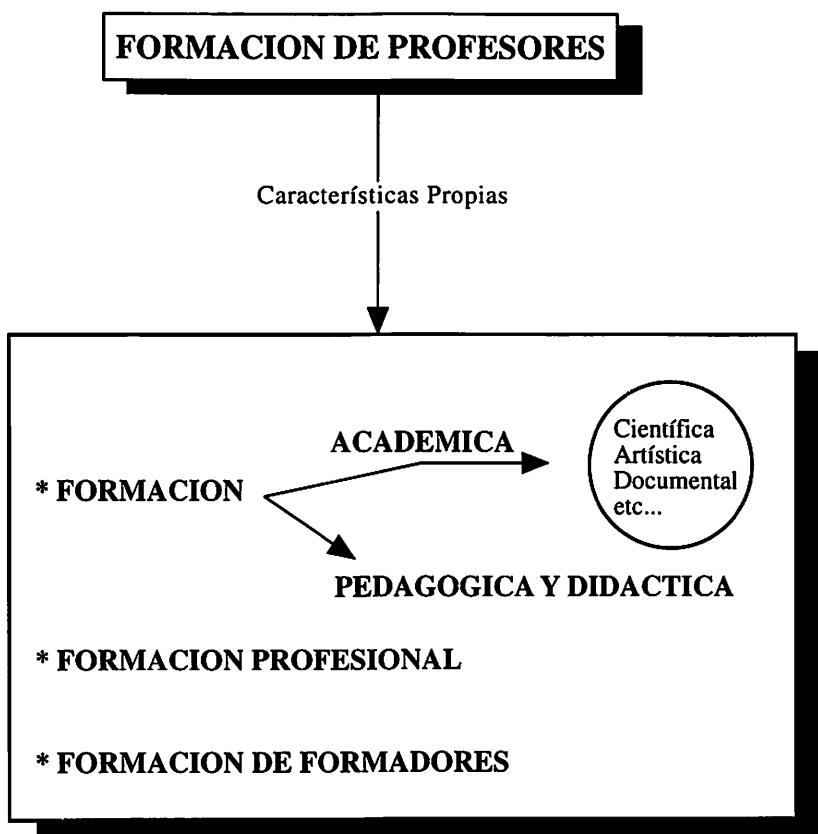 FORMACION DE PROFESORES
Características Propias
ACADEMICA
Científica
Artística
Documental
etc...
* FORMACION
PEDAGOGICA Y DIDACTICA
* FORMACION PROFESIONAL
* FORMACION DE FORMADORES